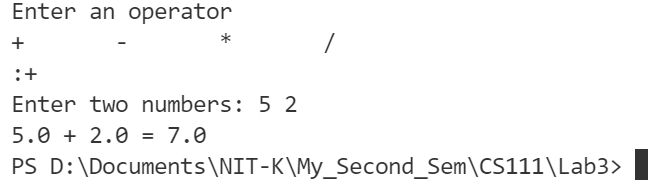 Enter an operator
+ - * /
:+
Enter two numbers: 5 2
5.0 + 2.0 = 7.0
PS D:\Documents\NIT-K\My_Second_Sem\CS111\Lab3>